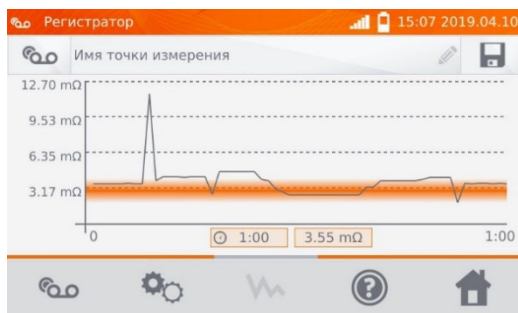 Регистратор 15:07 2019.04.10
Имя точки измерения
12.70 mΩ
9.53 mΩ
6.35 mΩ
3.17 mΩ
0 1:00 3.55 mΩ 1:00